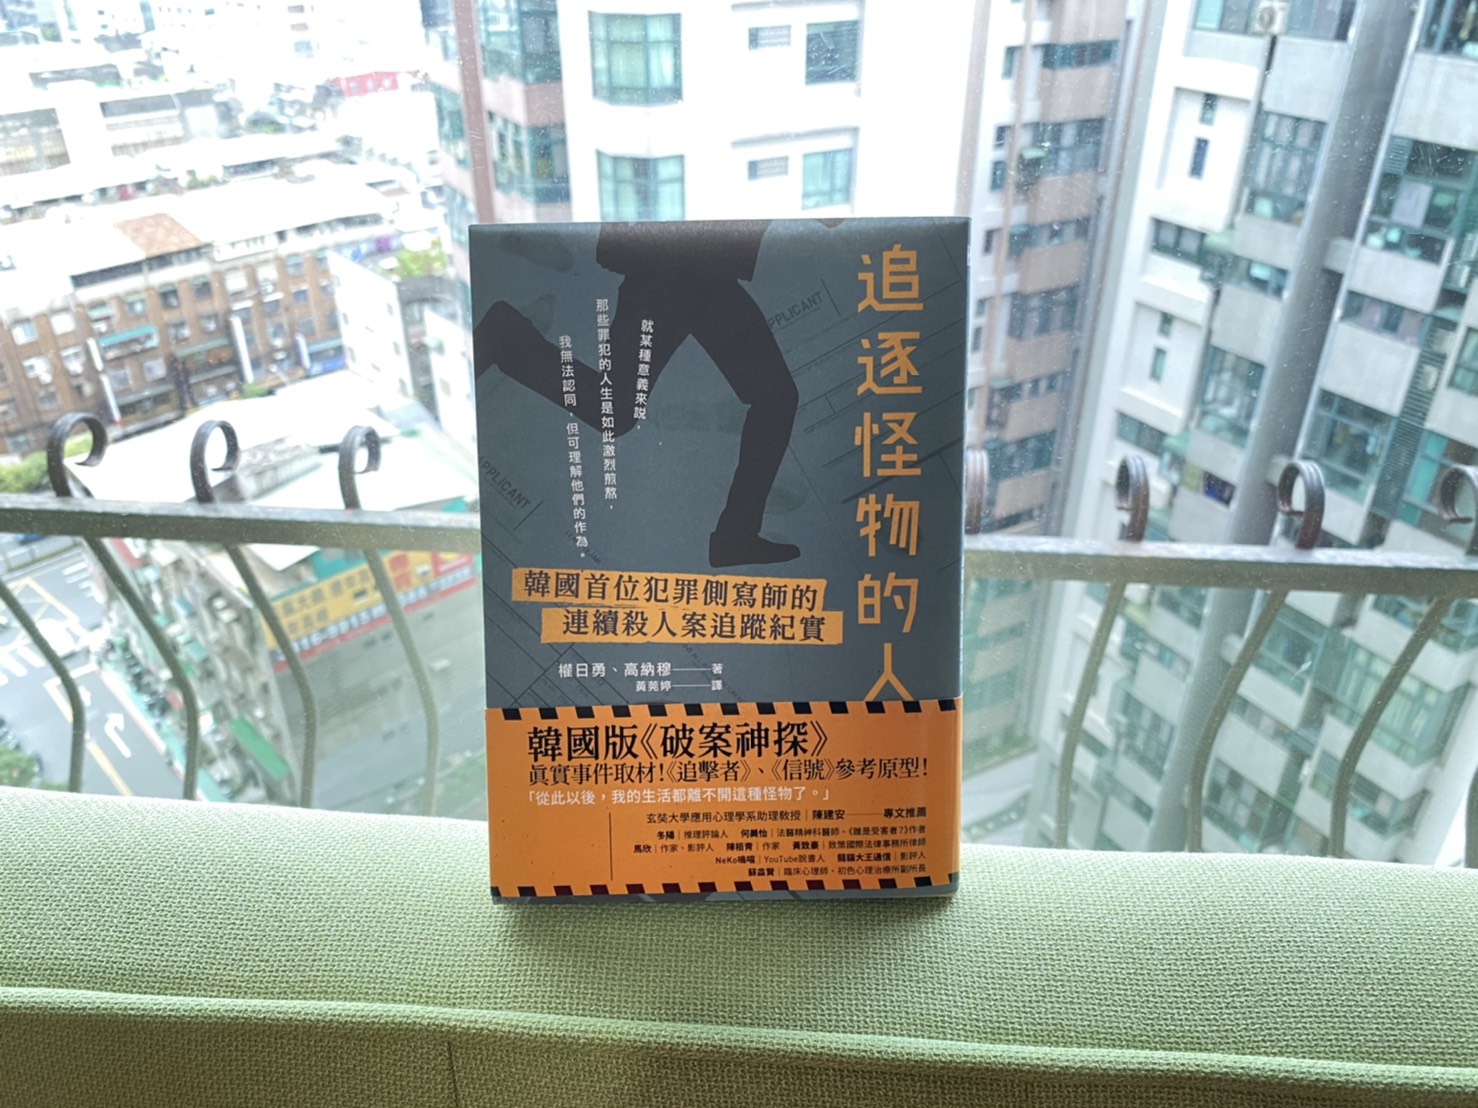 追逐怪物的人
就某種意義來說，
那些罪犯的人生是如此激烈煎熬，
我無法認同，但可理解他們的作為。
PPLICANT
PPLICANT
韓國首位犯罪側寫師的
連續殺人案追蹤紀實
權日勇、高納穆——著
黃莞婷——譯
韓國版《破案神探》
真實事件取材！《追擊者》、《信號》參考原型！
「從此以後，我的生活都離不開這種怪物了。」
玄奘大學應用心理學系助理教授｜陳建安——專文推薦
冬陽｜推理評論人 何美怡｜法醫精神科醫師、《誰是受害者？》作者
馬欣｜作家、影評人 陳栢青｜作家 黃致豪｜致策國際法律事務所律師
NeKo嗚喵｜YouTube說書人 龍貓大王通信｜影評人
蘇益賢｜臨床心理師、初色心理治療所副所長